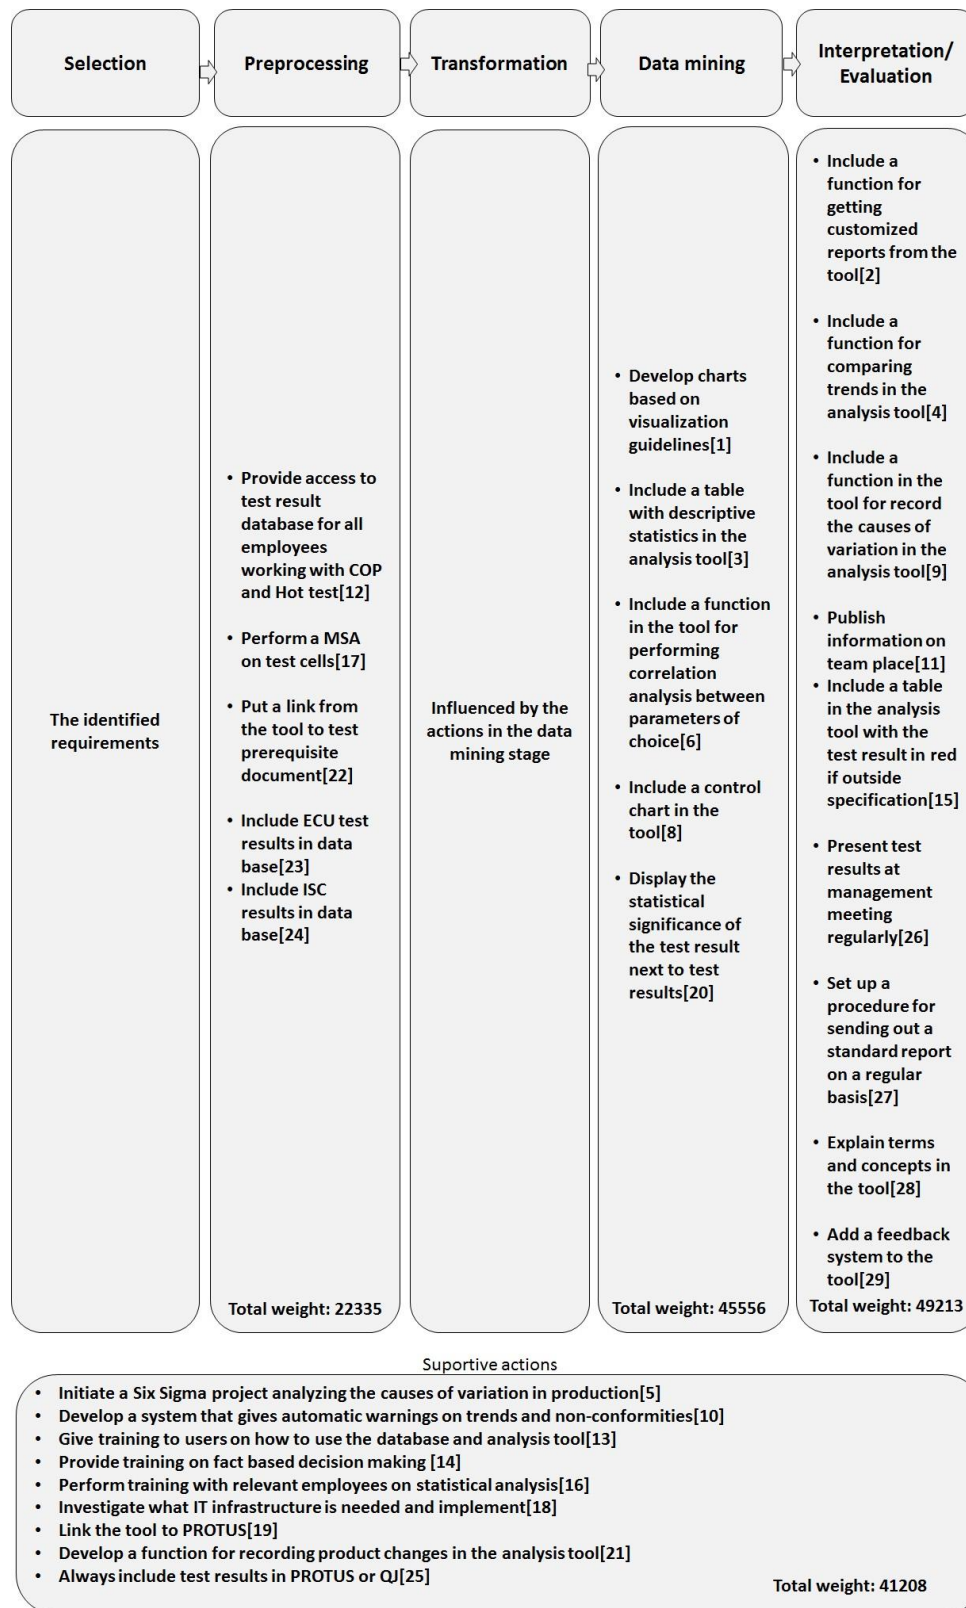 Selection
Preprocessing
Transformation
Data mining
Interpretation/
Evaluation
The identified
requirements
• Provide access to
test result
database for all
employees
working with COP
and Hot test[12]
• Perform a MSA
on test cells[17]
• Put a link from
the tool to test
prerequisite
document[22]
• Include ECU test
results in data
base[23]
• Include ISC
results in data
base[24]
Total weight: 22335
Influenced by the
actions in the data
mining stage
• Develop charts
based on
visualization
guidelines[1]
• Include a table
with descriptive
statistics in the
analysis tool[3]
• Include a function
in the tool for
performing
correlation
analysis between
parameters of
choice[6]
• Include a control
chart in the
tool[8]
• Display the
statistical
significance of
the test result
next to test
results[20]
Total weight: 45556
• Include a
function for
getting
customized
reports from the
tool[2]
• Include a
function for
comparing
trends in the
analysis tool[4]
• Include a
function in the
tool for record
the causes of
variation in the
analysis tool[9]
• Publish
information on
team place[11]
• Include a table
in the analysis
tool with the
test result in red
if outside
specification[15]
• Present test
results at
management
meeting
regularly[26]
• Set up a
procedure for
sending out a
standard report
on a regular
basis[27]
• Explain terms
and concepts in
the tool[28]
• Add a feedback
system to the
tool[29]
Total weight: 49213
Suportive actions
• Initiate a Six Sigma project analyzing the causes of variation in production[5]
• Develop a system that gives automatic warnings on trends and non-conformities[10]
• Give training to users on how to use the database and analysis tool[13]
• Provide training on fact based decision making [14]
• Perform training with relevant employees on statistical analysis[16]
• Investigate what IT infrastructure is needed and implement[18]
• Link the tool to PROTUS[19]
• Develop a function for recording product changes in the analysis tool[21]
• Always include test results in PROTUS or QJ[25]
Total weight: 41208